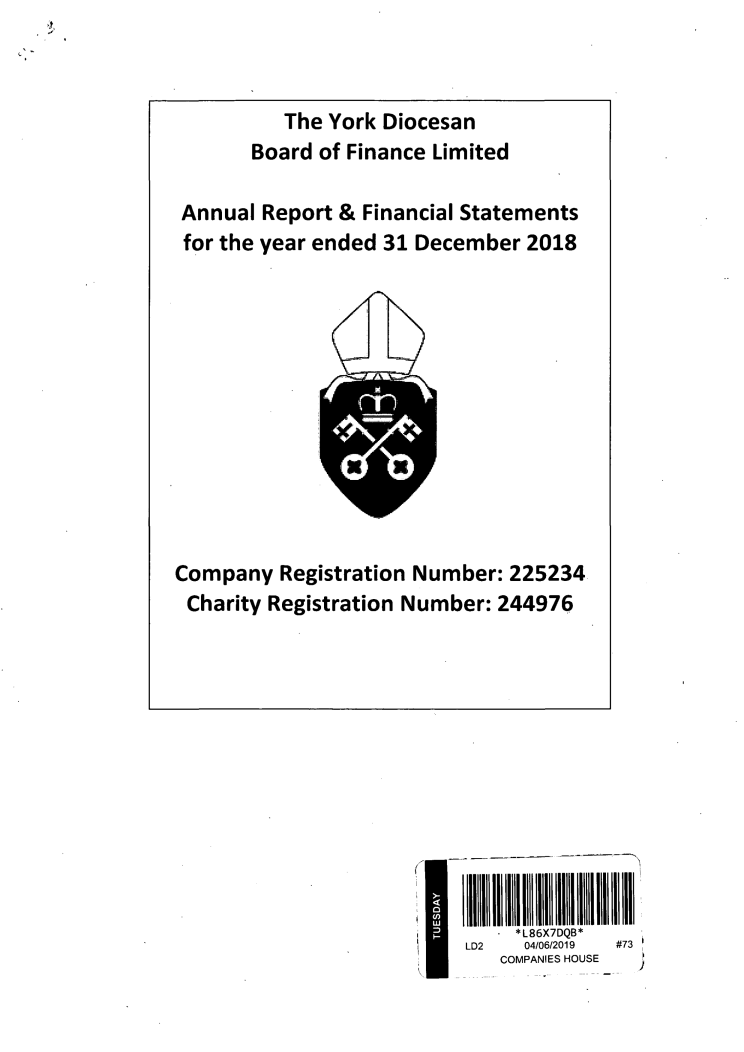 The York Diocesan
Board of Finance Limited
Annual Report & Financial Statements
for the year ended 31 December 2018
Company Registration Number: 225234
Charity Registration Number: 244976
TUESDAY
*L86X7DQB*
LD2 04/06/2019 #73
COMPANIES HOUSE